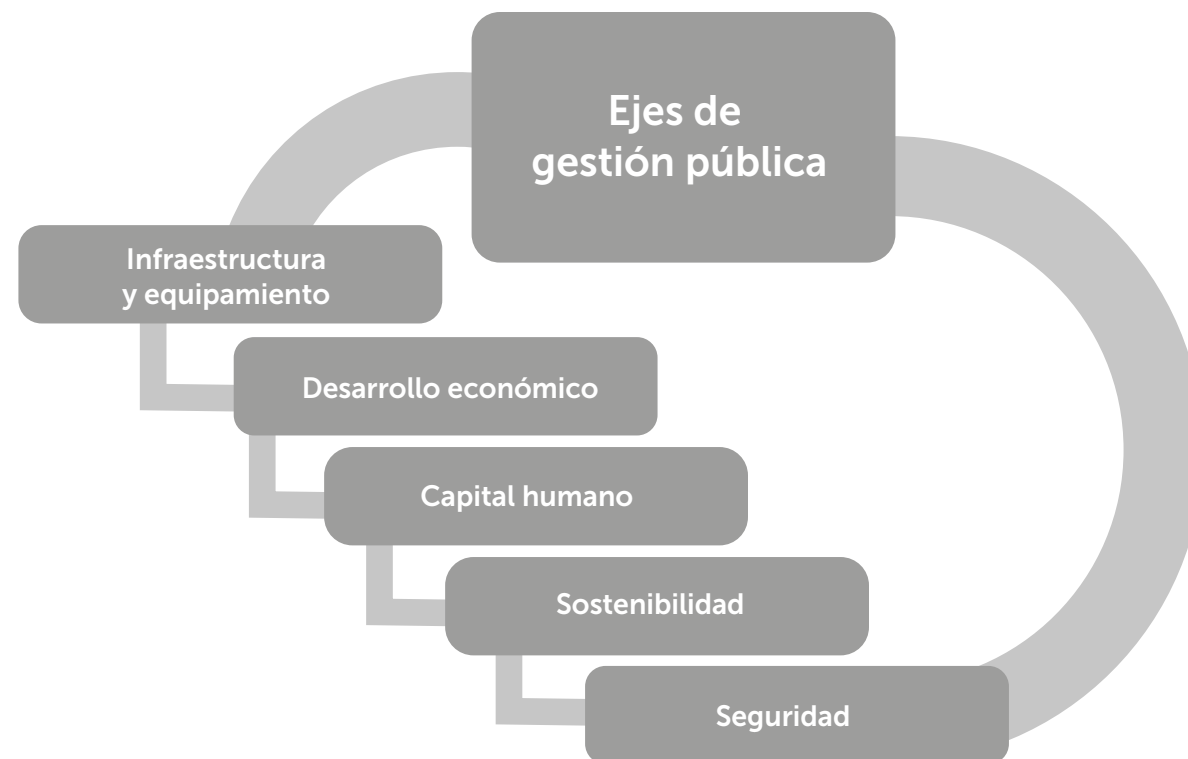 Ejes de
gestión pública
Infraestructura
y equipamiento
Desarrollo económico
Capital humano
Sostenibilidad
Seguridad